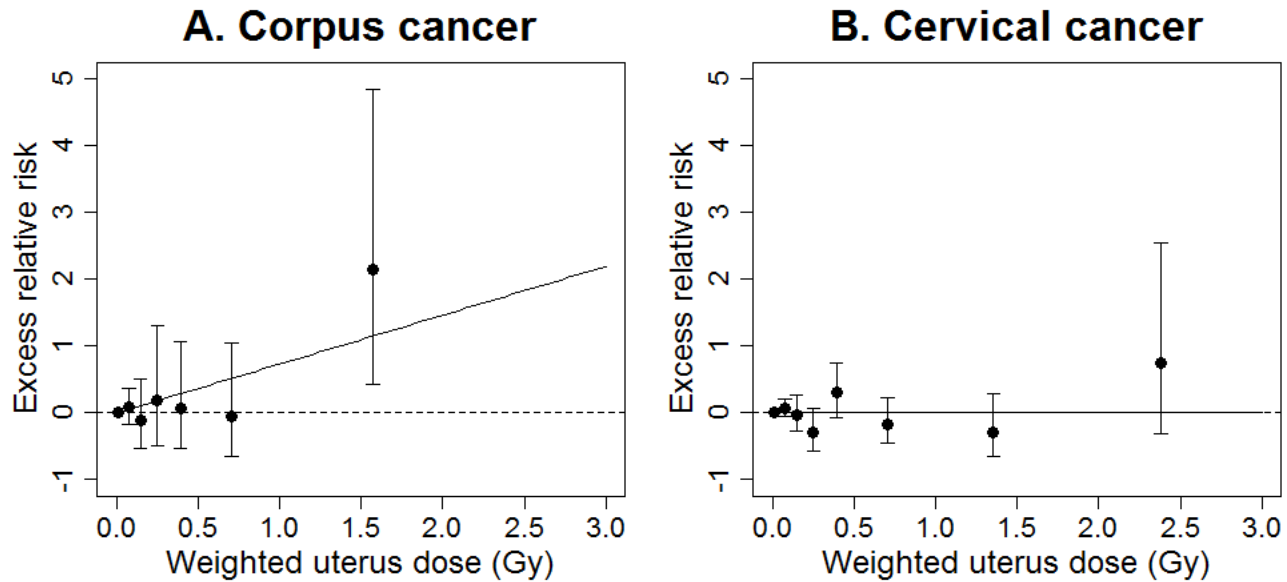 A. Corpus cancer
Excess relative risk
5
4
3
2
1
0
-1
0.0 0.5 1.0 1.5 2.0 2.5 3.0
Weighted uterus dose (Gy)
B. Cervical cancer
Excess relative risk
5
4
3
2
1
0
-1
0.0 0.5 1.0 1.5 2.0 2.5 3.0
Weighted uterus dose (Gy)